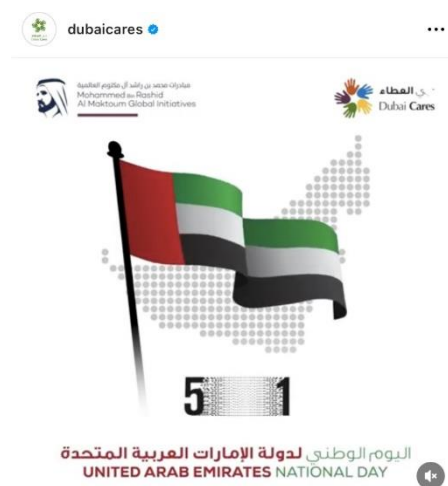 dubaicares
مبادرات محمد بن راشد آل مكتوم العالمية
Mohammed Bin Rashid
Al Maktoum Global Initiatives
دبي العطاء
Dubai Cares
51
اليوم الوطني لدولة الإمارات العربية المتحدة
UNITED ARAB EMIRATES NATIONAL DAY